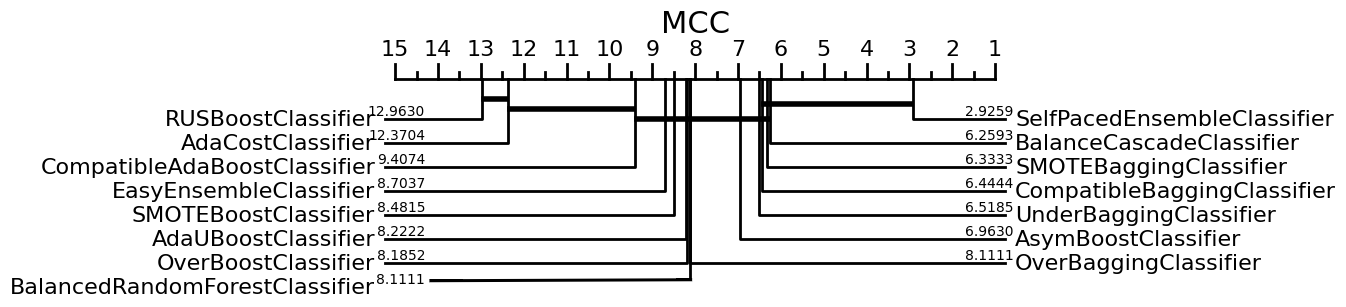 MCC
15 14 13 12 11 10 9 8 7 6 5 4 3 2 1
RUSBoostClassifier 12.9630 2.9259 SelfPacedEnsembleClassifier
AdaCostClassifier 12.3704 6.2593 BalanceCascadeClassifier
CompatibleAdaBoostClassifier 9.4074 6.3333 SMOTEBaggingClassifier
EasyEnsembleClassifier 8.7037 6.4444 CompatibleBaggingClassifier
SMOTEBoostClassifier 8.4815 6.5185 UnderBaggingClassifier
AdaUBoostClassifier 8.2222 6.9630 AsymBoostClassifier
OverBoostClassifier 8.1852 8.1111 OverBaggingClassifier
BalancedRandomForestClassifier 8.1111